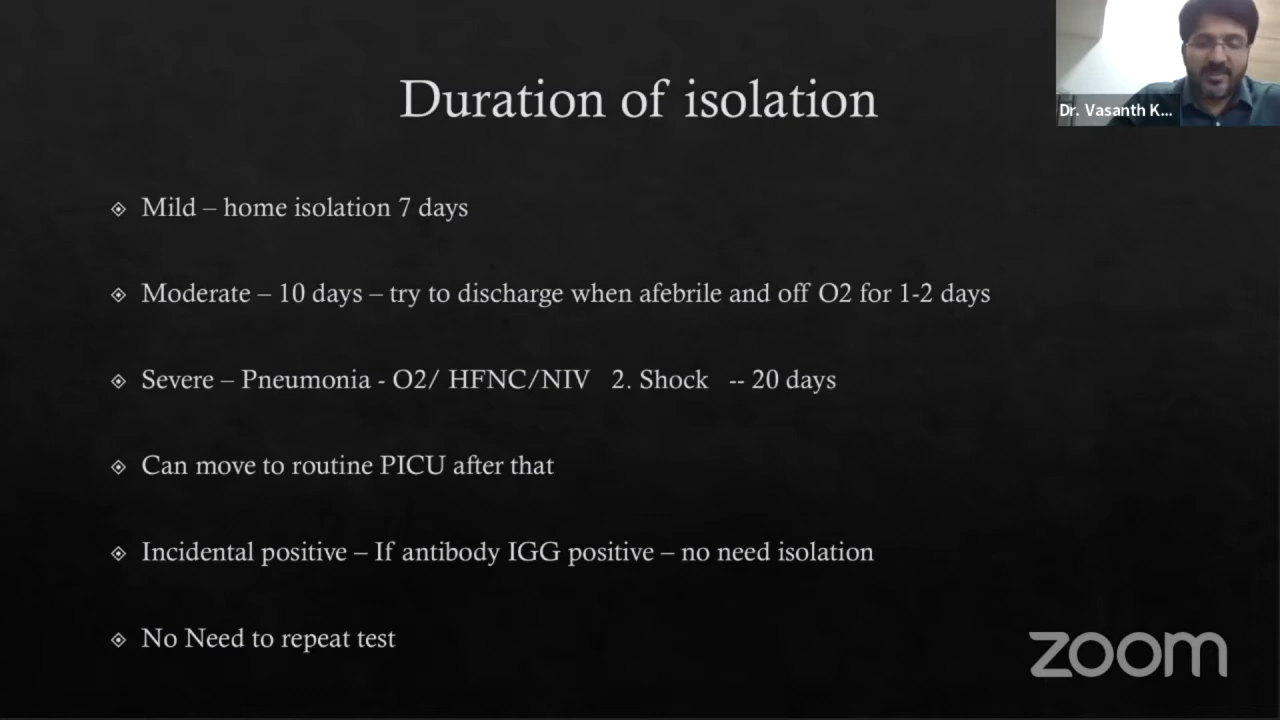 Duration of isolation
Dr. Vasanth K...
Mild – home isolation 7 days
Moderate – 10 days – try to discharge when afebrile and off O2 for 1-2 days
Severe – Pneumonia - O2/ HFNC/NIV 2. Shock -- 20 days
Can move to routine PICU after that
Incidental positive – If antibody IGG positive – no need isolation
No Need to repeat test
zoom